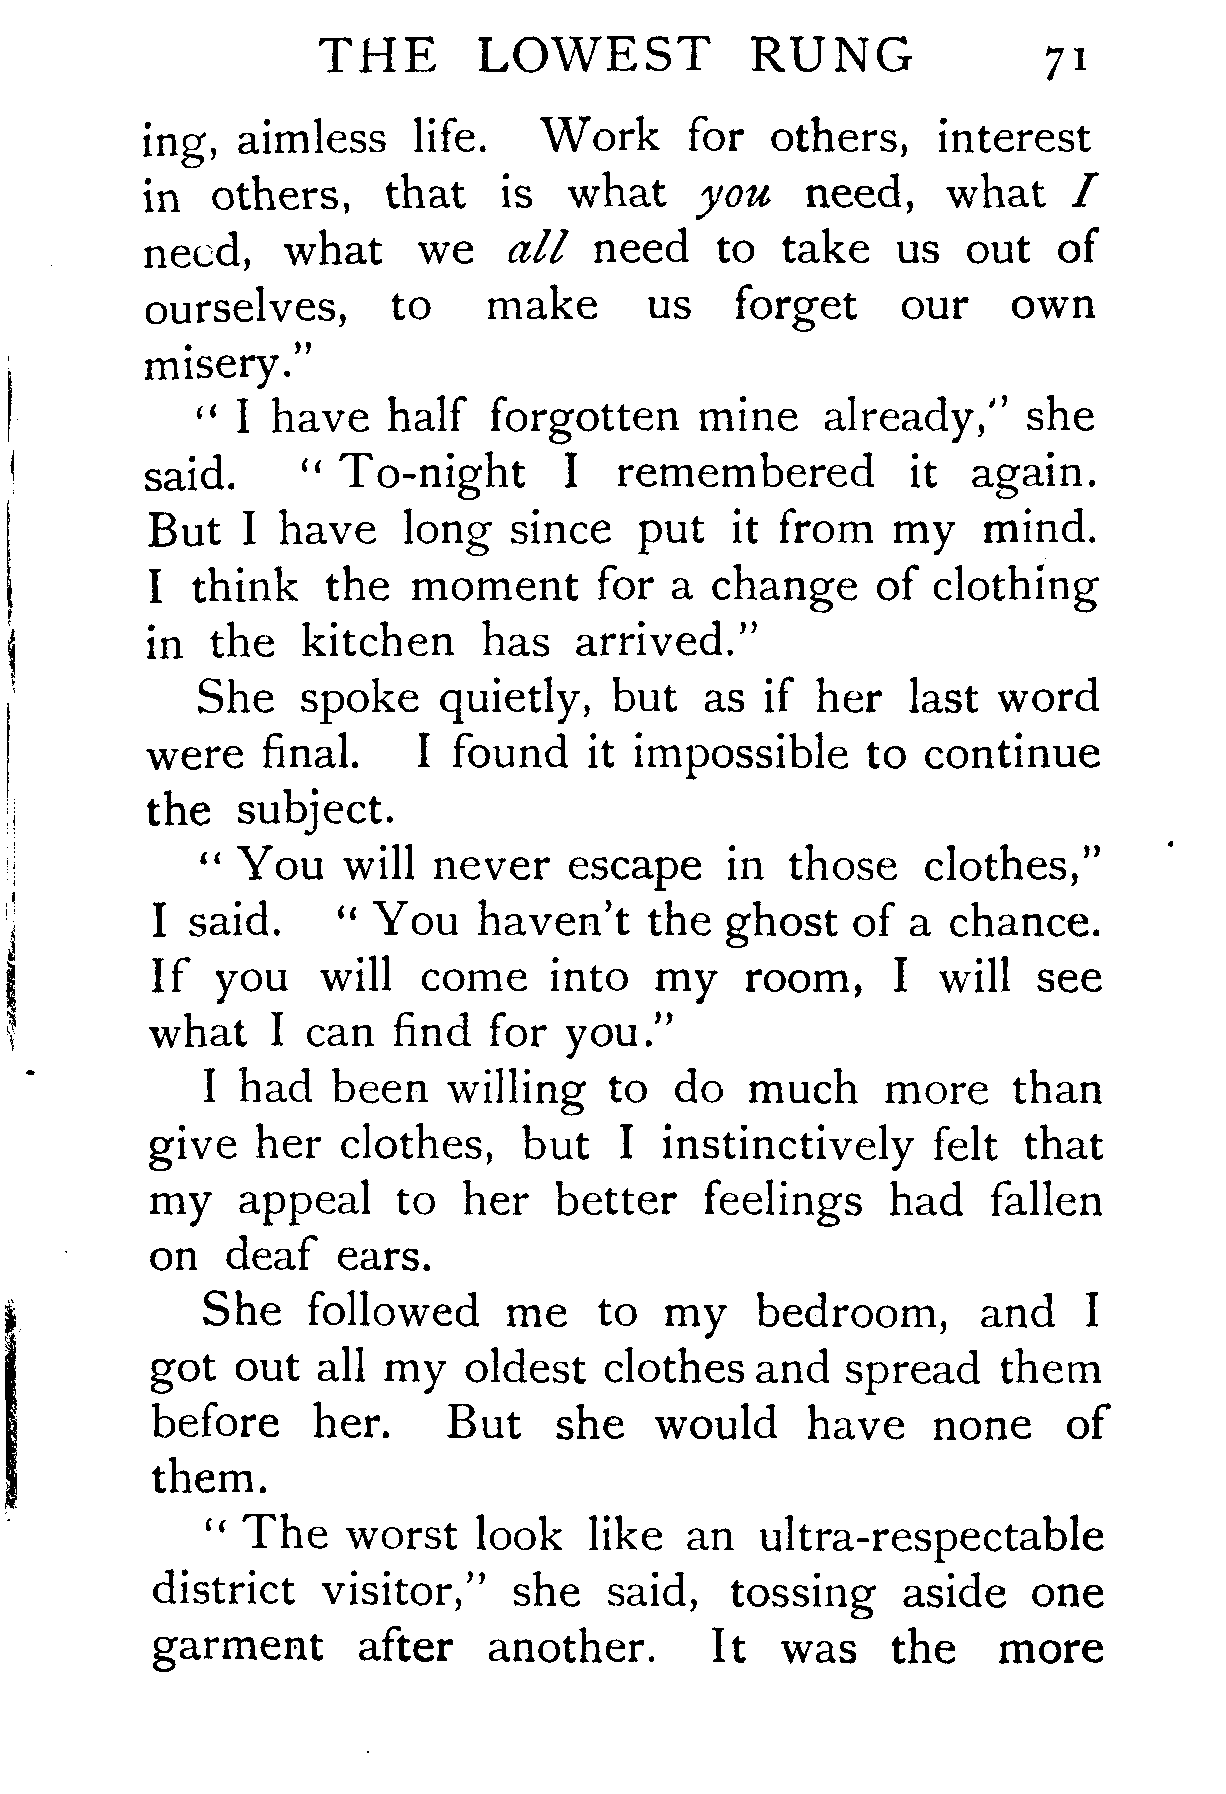 THE LOWEST RUNG 71
ing, aimless life. Work for others, interest
in others, that is what you need, what I
need, what we all need to take us out of
ourselves, to make us forget our own
misery."
" I have half forgotten mine already," she
said. " To-night I remembered it again.
But I have long since put it from my mind.
I think the moment for a change of clothing
in the kitchen has arrived."
She spoke quietly, but as if her last word
were final. I found it impossible to continue
the subject.
" You will never escape in those clothes,"
I said. " You haven't the ghost of a chance.
If you will come into my room, I will see
what I can find for you."
I had been willing to do much more than
give her clothes, but I instinctively felt that
my appeal to her better feelings had fallen
on deaf ears.
She followed me to my bedroom, and I
got out all my oldest clothes and spread them
before her. But she would have none of
them.
" The worst look like an ultra-respectable
district visitor," she said, tossing aside one
garment after another. It was the more